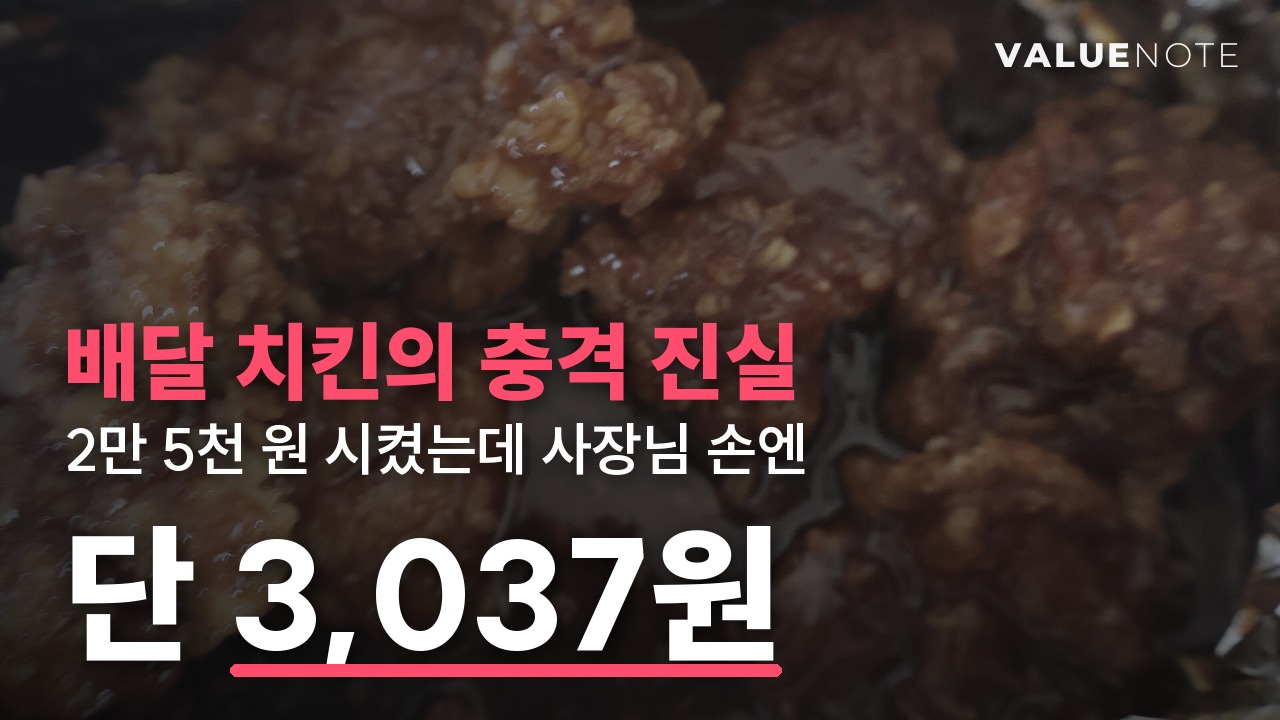 VALUENOTE
배달 치킨의 충격 진실
2만 5천 원 시켰는데 사장님 손엔
단 3,037원